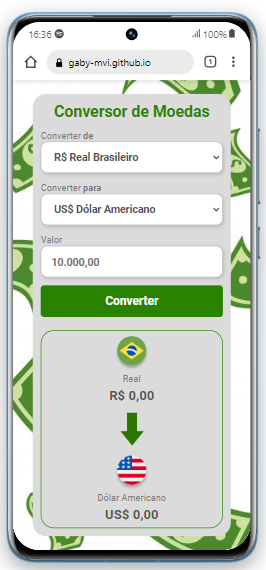 16:36
100%
gaby-mvi.github.io
1
Conversor de Moedas
Converter de
R$ Real Brasileiro
Converter para
US$ Dólar Americano
Valor
10.000,00
Converter
Real
R$ 0,00
Dólar Americano
US$ 0,00